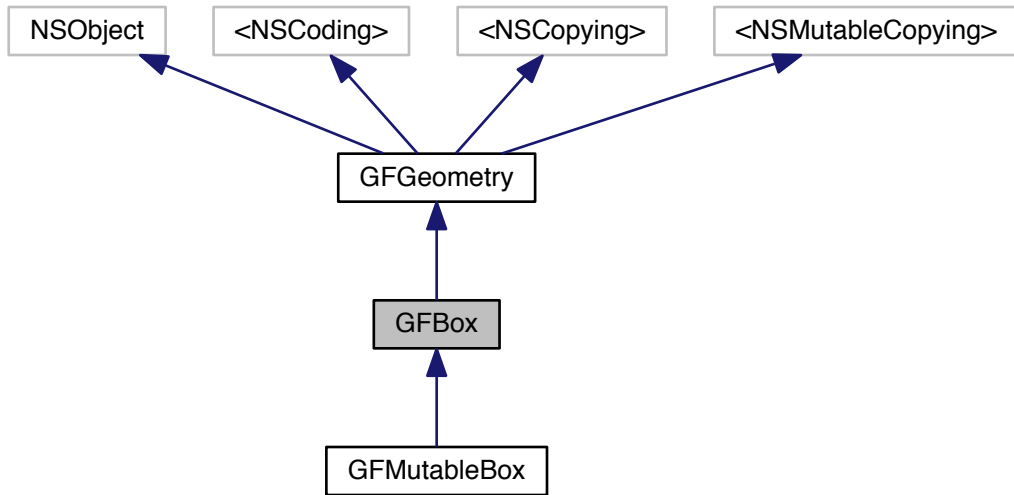 NSObject
<NSCoding>
<NSCopying>
<NSMutableCopying>
GFGeometry
GFBox
GFMutableBox